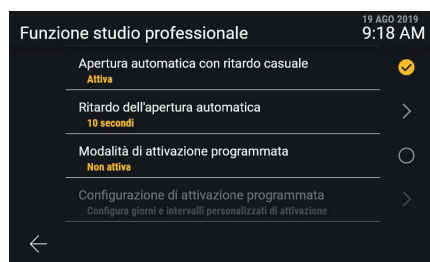 Funzione studio professionale
19 AGO 2019
9:18 AM
Apertura automatica con ritardo casuale
Attiva
Ritardo dell'apertura automatica
10 secondi
Modalità di attivazione programmata
Non attiva
Configurazione di attivazione programmata
Configura giorni e intervalli personalizzati di attivazione